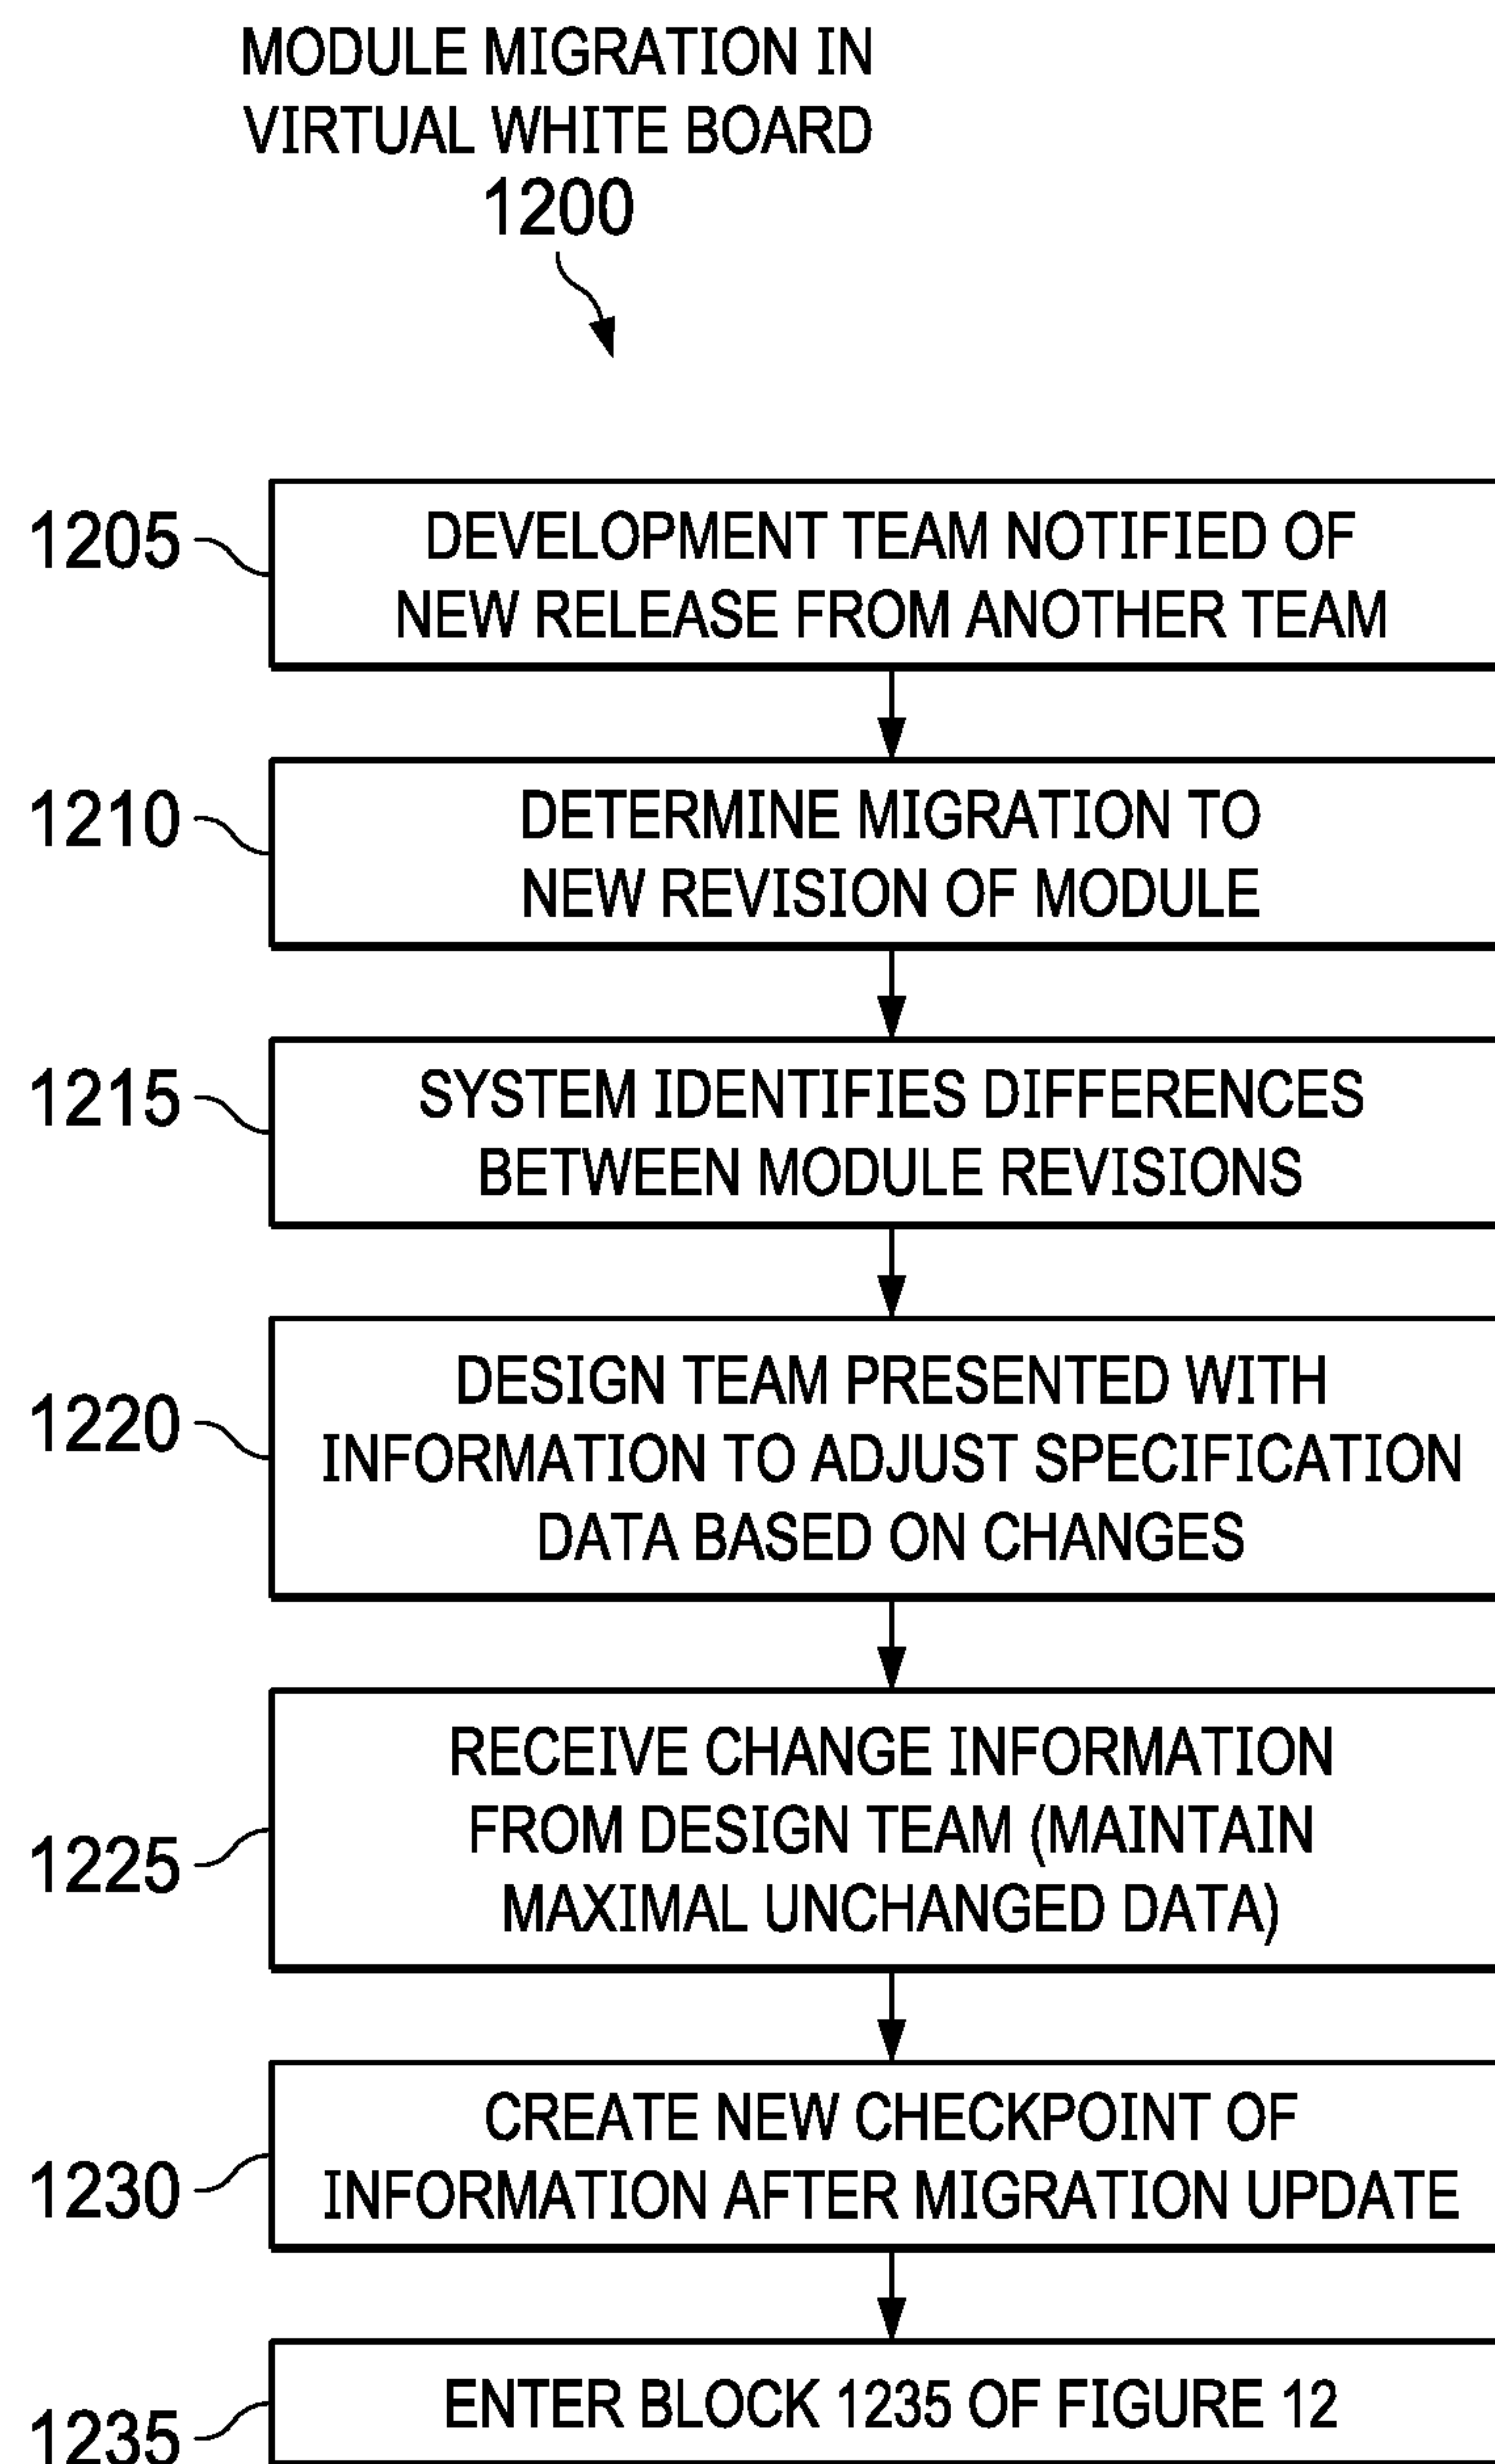 MODULE MIGRATION IN
VIRTUAL WHITE BOARD
1200
1205
DEVELOPMENT TEAM NOTIFIED OF
NEW RELEASE FROM ANOTHER TEAM
1210
DETERMINE MIGRATION TO
NEW REVISION OF MODULE
1215
SYSTEM IDENTIFIES DIFFERENCES
BETWEEN MODULE REVISIONS
1220
DESIGN TEAM PRESENTED WITH
INFORMATION TO ADJUST SPECIFICATION
DATA BASED ON CHANGES
1225
RECEIVE CHANGE INFORMATION
FROM DESIGN TEAM (MAINTAIN
MAXIMAL UNCHANGED DATA)
1230
CREATE NEW CHECKPOINT OF
INFORMATION AFTER MIGRATION UPDATE
1235
ENTER BLOCK 1235 OF FIGURE 12